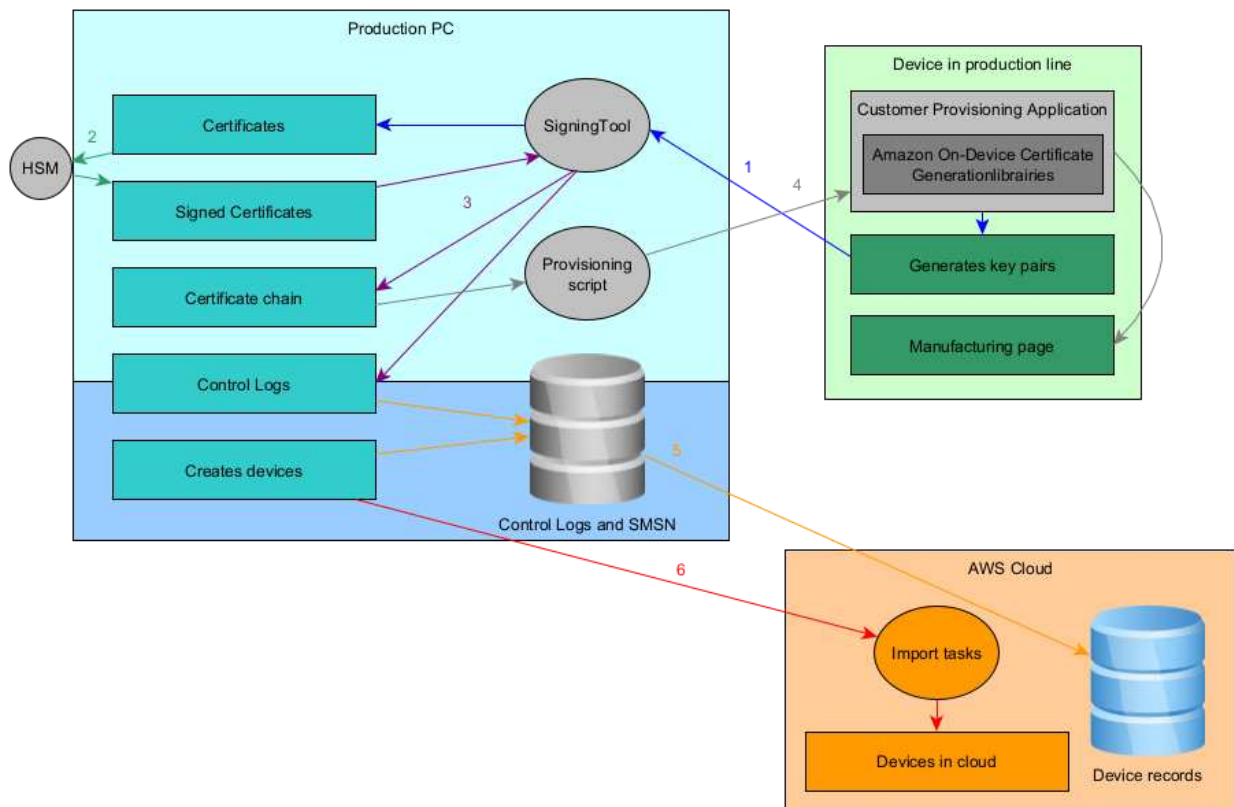 Production PC
Certificates
SigningTool
2
HSM
Signed Certificates
3
Certificate chain
Provisioning
script
Control Logs
Creates devices
Control Logs and SMSN
1
4
5
6
Device in production line
Customer Provisioning Application
Amazon On-Device Certificate
Generationlibrairies
Generates key pairs
Manufacturing page
AWS Cloud
Import tasks
Devices in cloud
Device records